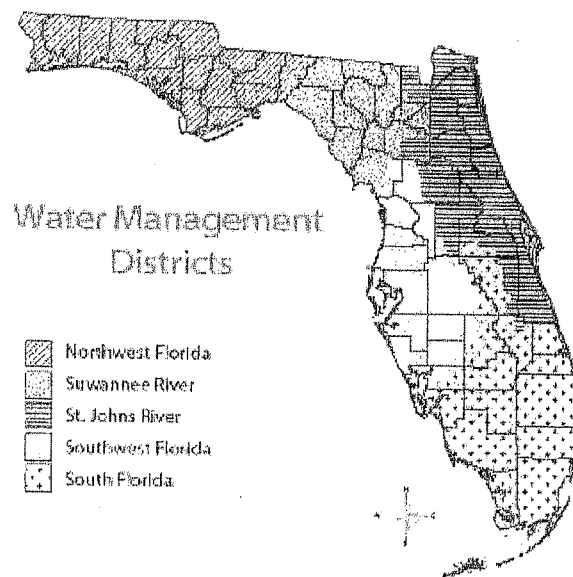 Water Management
Districts
Northwest Florida
Suwannee River
St. Johns River
Southwest Florida
South Florida